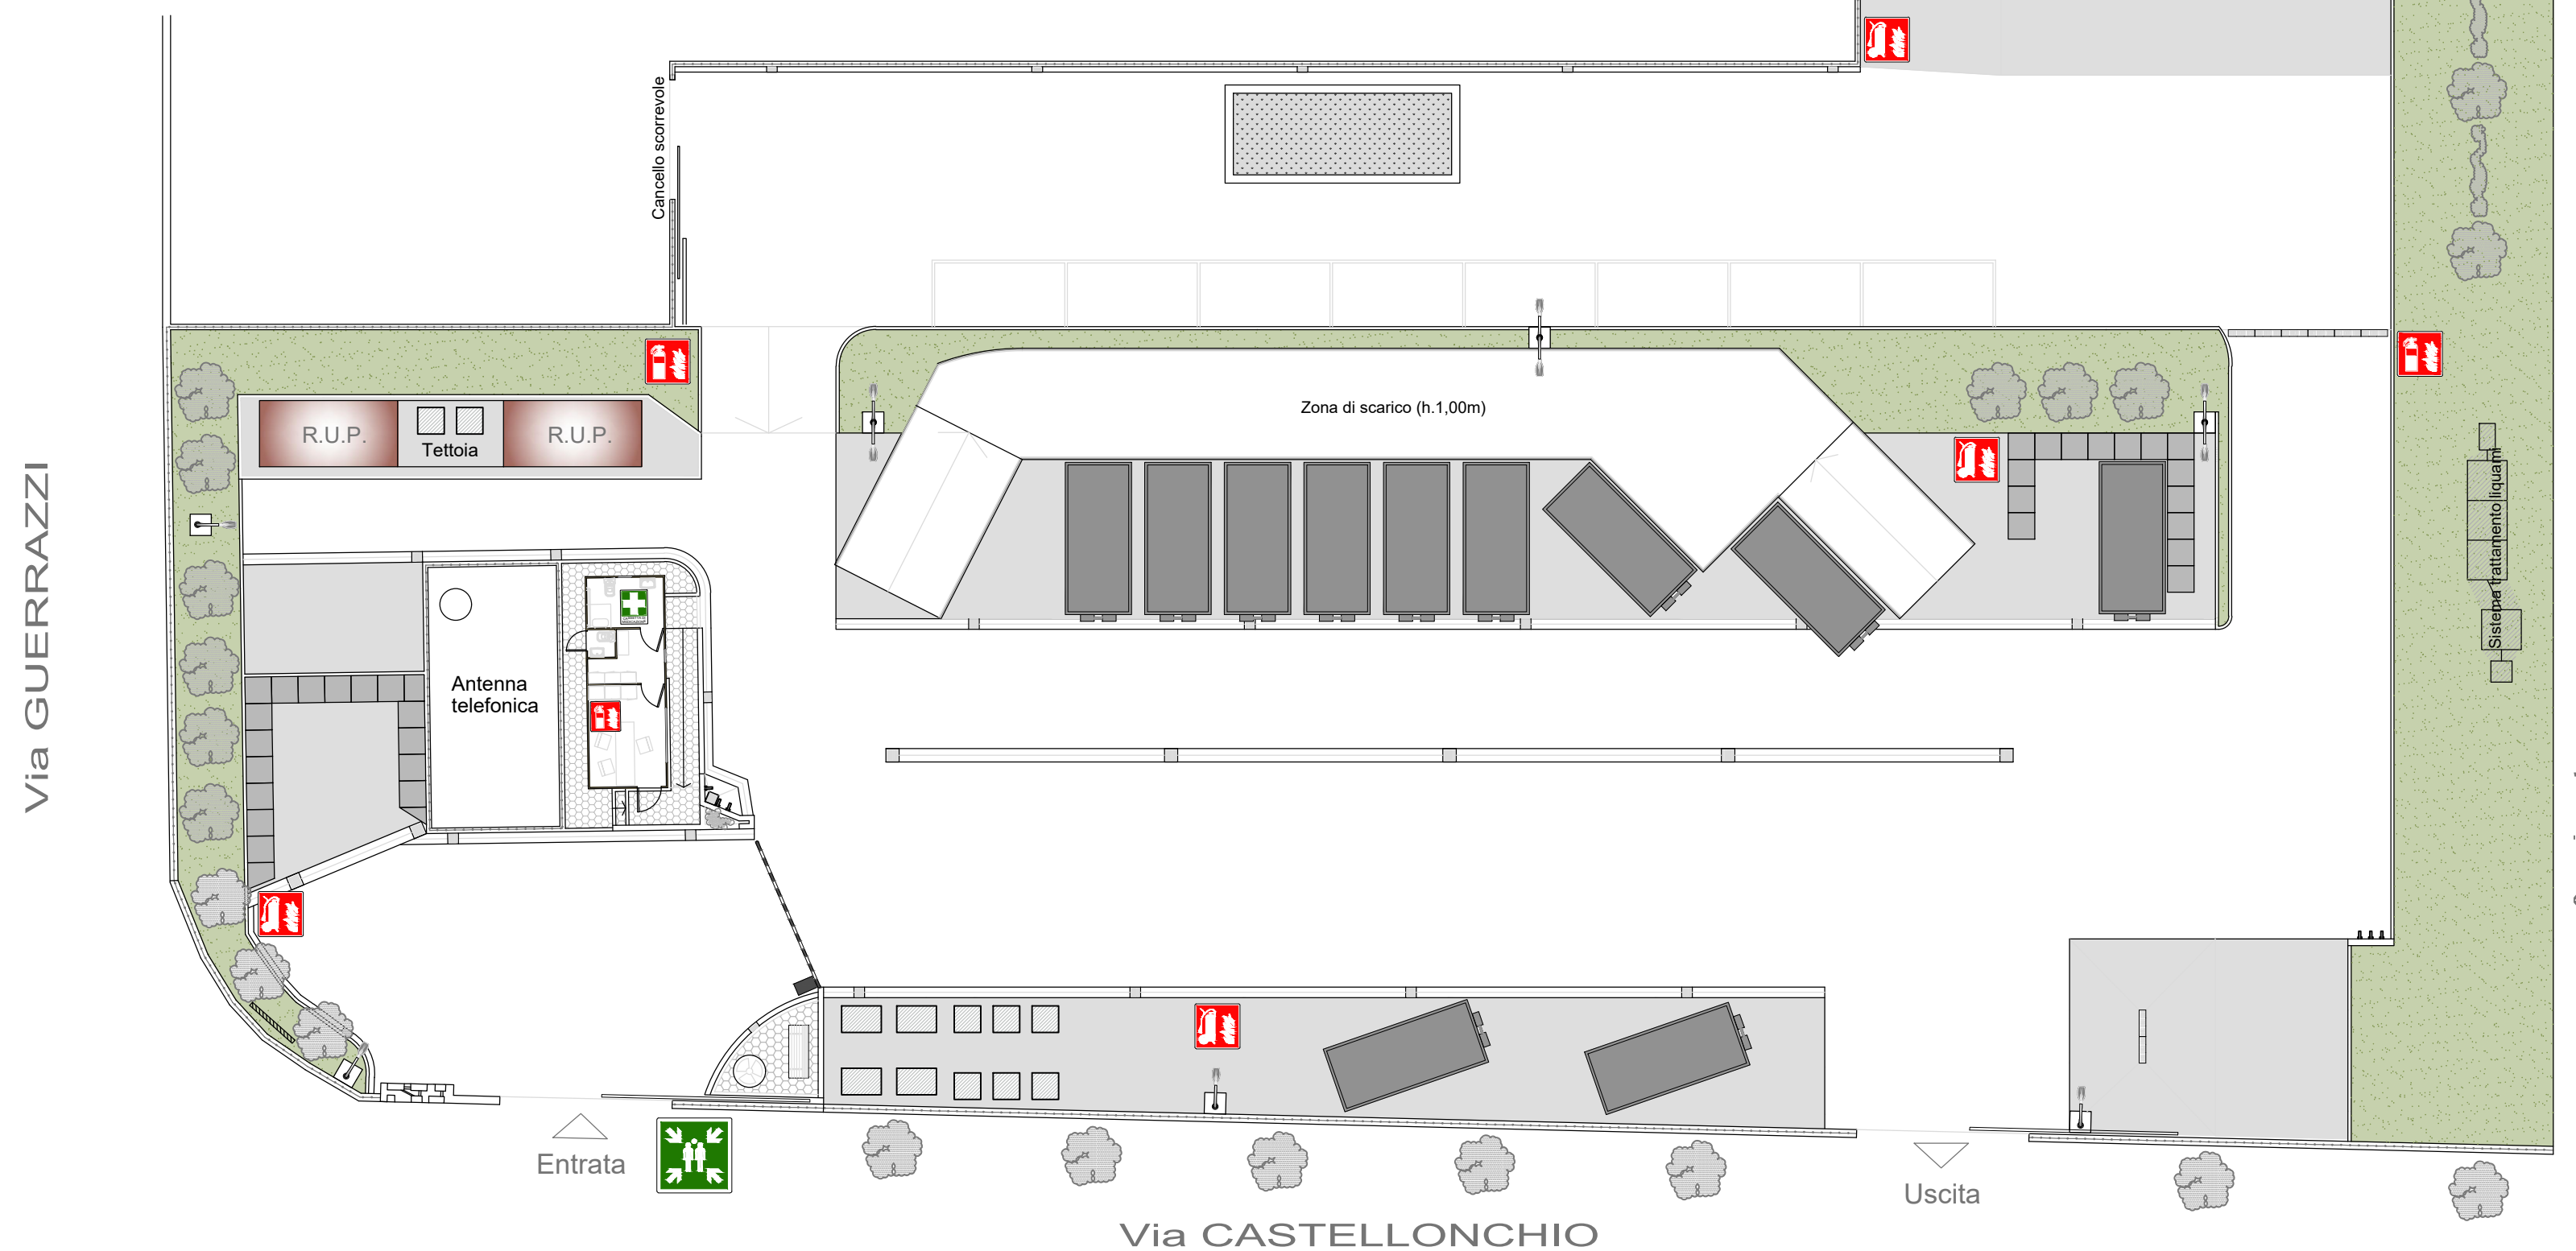 Cancello scorrevole
Zona di scarico (h.1,00m)
R.U.P.
Tettoia
R.U.P.
Via GUERRAZZI
Antenna
telefonica
Sistema trattamento liquami
Entrata
Uscita
Via CASTELLONCHIO